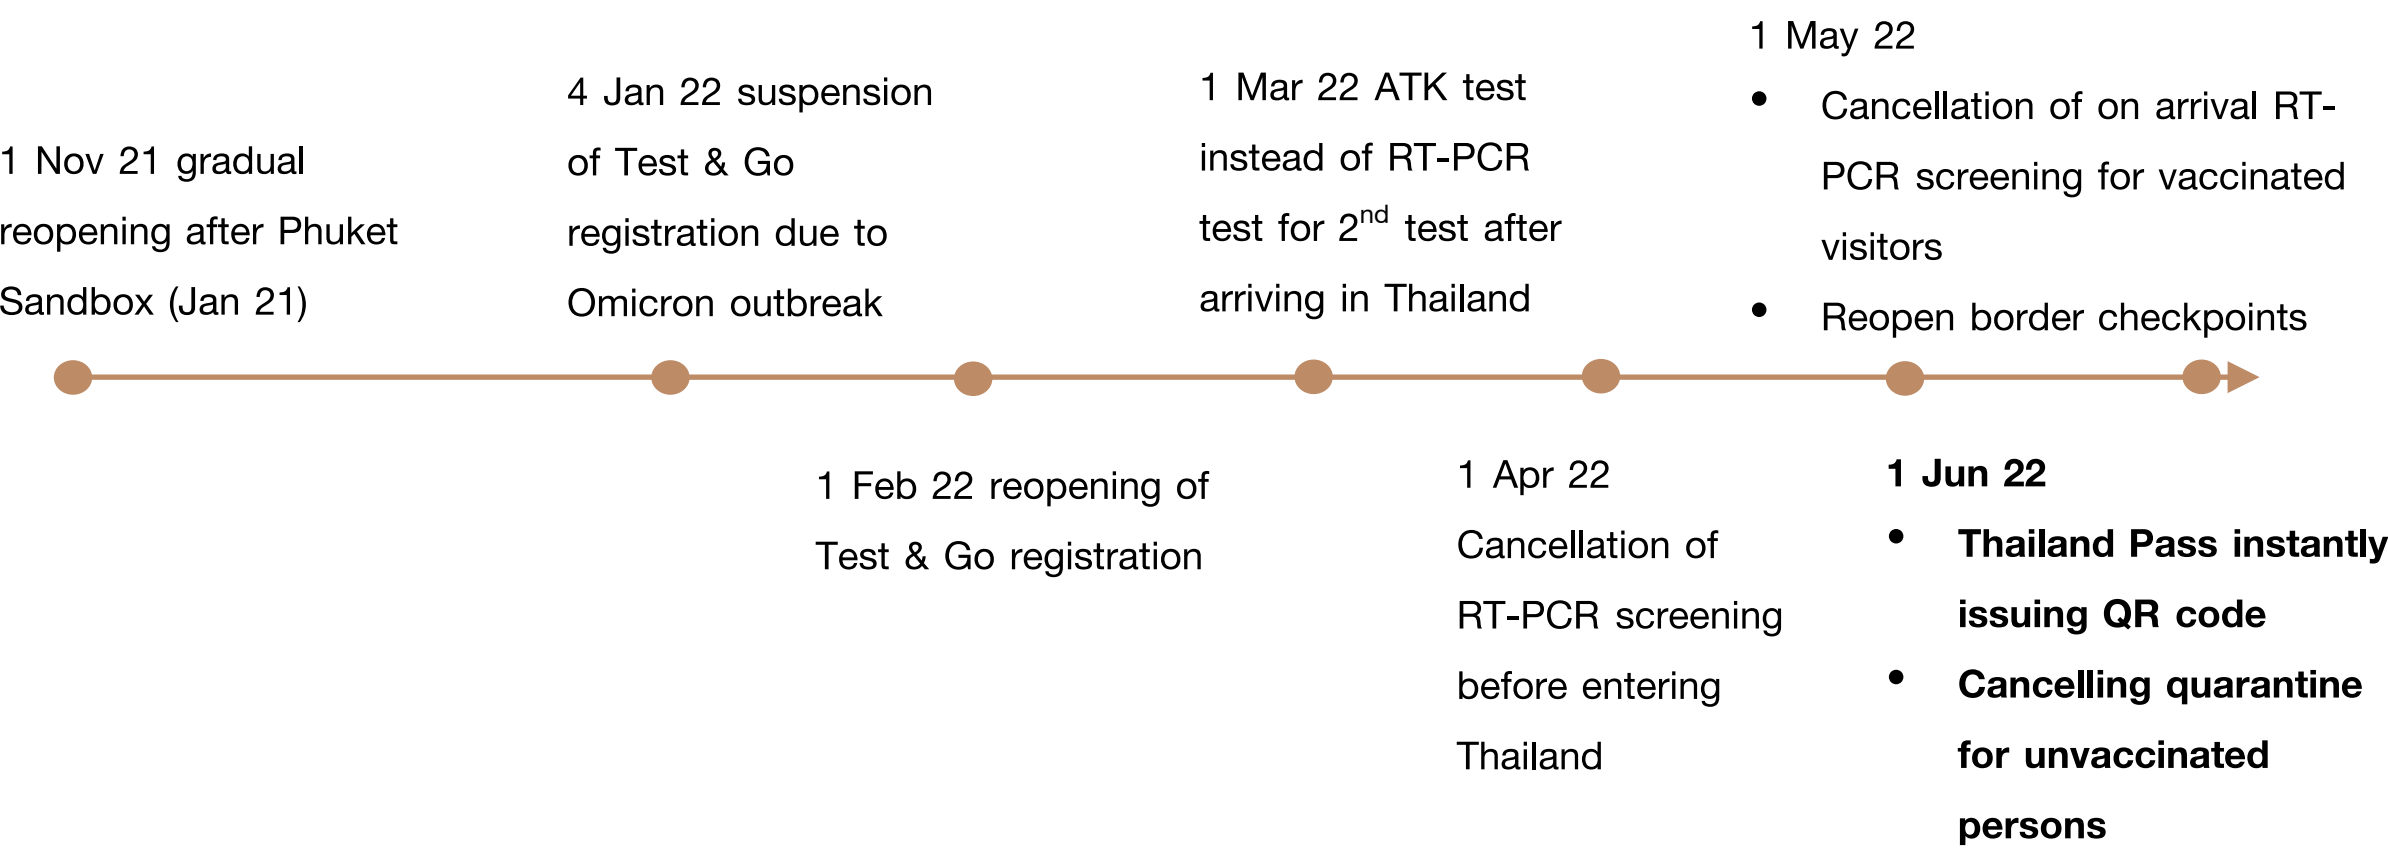 1 Nov 21 gradual
reopening after Phuket
Sandbox (Jan 21)
4 Jan 22 suspension
of Test & Go
registration due to
Omicron outbreak
1 Feb 22 reopening of
Test & Go registration
1 Mar 22 ATK test
instead of RT-PCR
test for 2nd test after
arriving in Thailand
1 Apr 22
Cancellation of
RT-PCR screening
before entering
Thailand
1 May 22
• Cancellation of on arrival RT-
PCR screening for vaccinated
visitors
• Reopen border checkpoints
1 Jun 22
• Thailand Pass instantly
issuing QR code
• Cancelling quarantine
for unvaccinated
persons